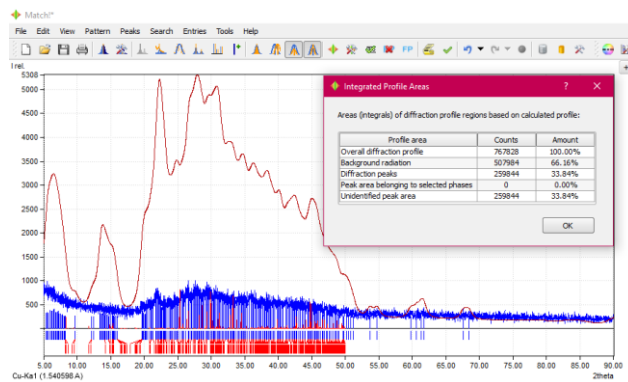 Match!*
File Edit View Pattern Peaks Search Entries Tools Help
FP
I rel.
Integrated Profile Areas ? ×
Areas (integrals) of diffraction profile regions based on calculated profile:
Profile area Counts Amount
Overall diffraction profile 767828 100.00%
Background radiation 507984 66.16%
Diffraction peaks 259844 33.84%
Peak area belonging to selected phases 0 0.00%
Unidentified peak area 259844 33.84%
OK
5308
5000
4500
4000
3500
3000
2500
2000
1500
1000
500
5.00 10.00 15.00 20.00 25.00 30.00 35.00 40.00 45.00 50.00 55.00 60.00 65.00 70.00 75.00 80.00 85.00 90.00
Cu-Ka1 (1.540598 A) 2theta